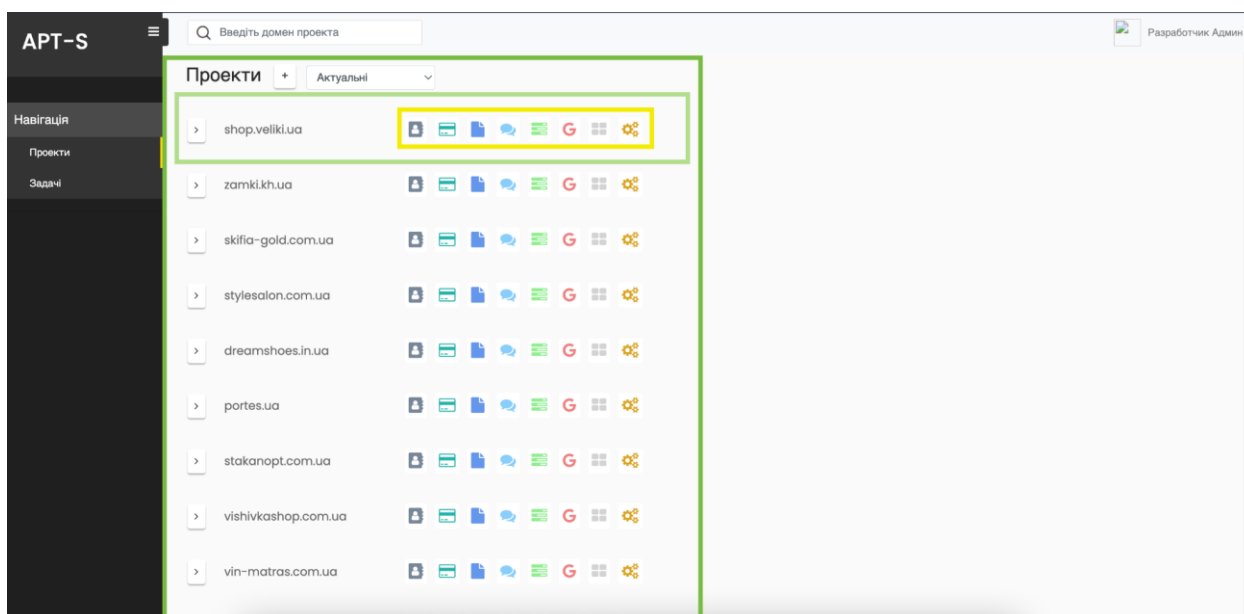 APT-S
Введіть домен проекта
Разработчик Админ
Проекти + Актуальні
Навігація
Проекти
Задачі
shop.veliki.ua
zamki.kh.ua
skifia-gold.com.ua
stylesalon.com.ua
dreamshoes.in.ua
portes.ua
stakanopt.com.ua
vishivkashop.com.ua
vin-matras.com.ua